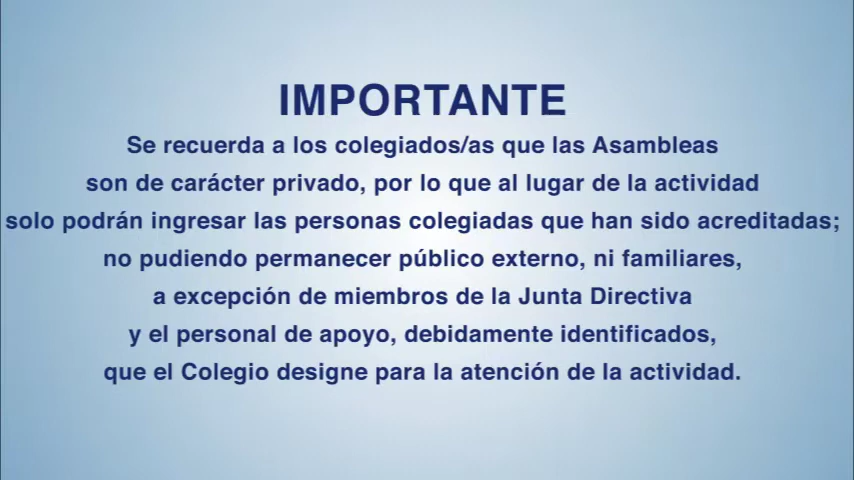 IMPORTANTE
Se recuerda a los colegiados/as que las Asambleas
son de carácter privado, por lo que al lugar de la actividad
solo podrán ingresar las personas colegiadas que han sido acreditadas;
no pudiendo permanecer público externo, ni familiares,
a excepción de miembros de la Junta Directiva
y el personal de apoyo, debidamente identificados,
que el Colegio designe para la atención de la actividad.